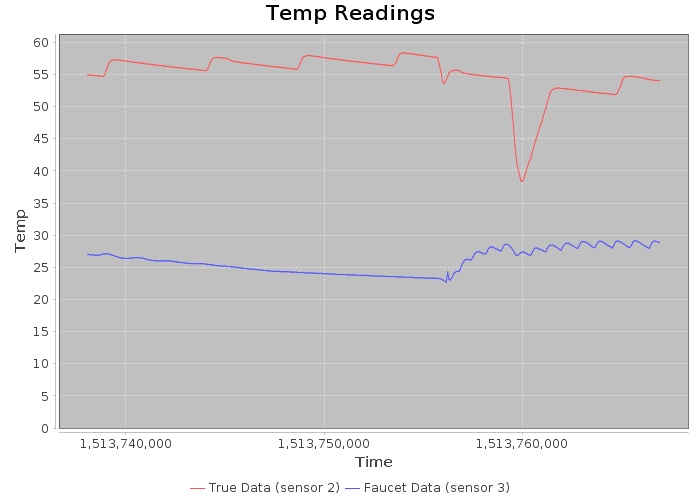 Temp Readings
60
55
50
45
40
35
30
25
20
15
10
5
0
Temp
1,513,740,000 1,513,750,000 1,513,760,000
Time
True Data (sensor 2) Faucet Data (sensor 3)